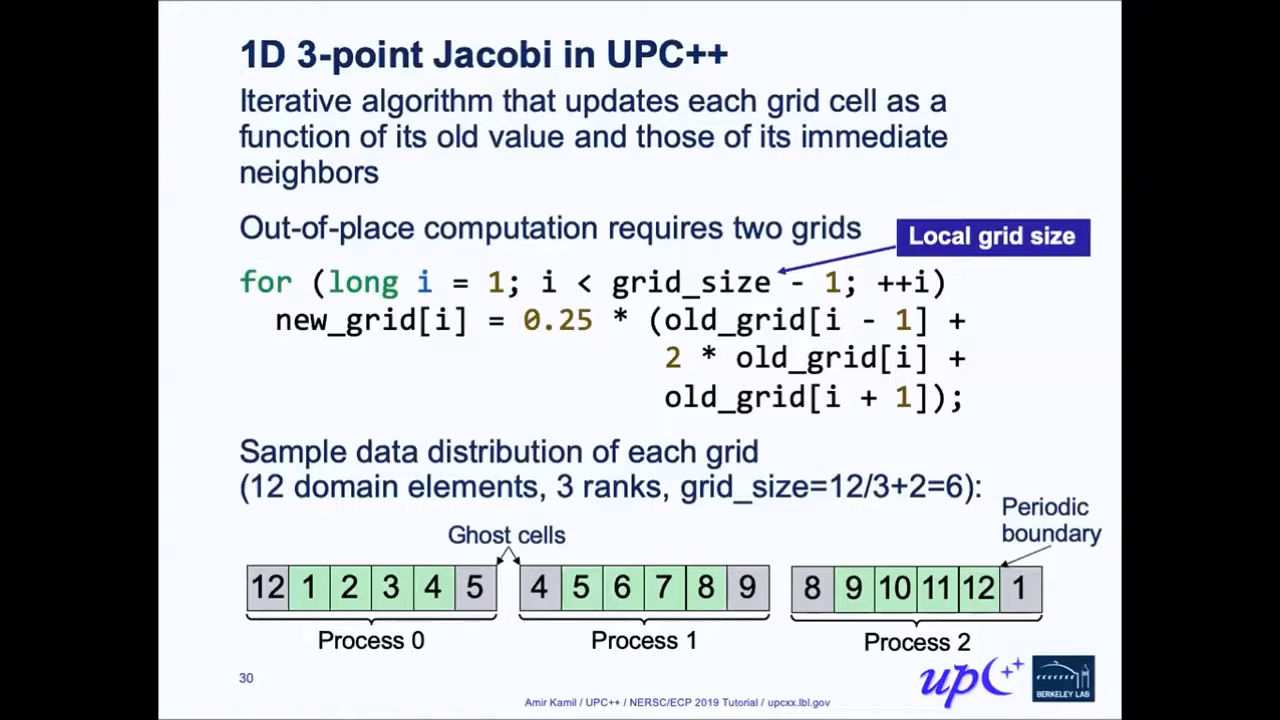 1D 3-point Jacobi in UPC++
Iterative algorithm that updates each grid cell as a
function of its old value and those of its immediate
neighbors
Out-of-place computation requires two grids
Local grid size
for (long i = 1; i < grid_size - 1; ++i)
new_grid[i] = 0.25 * (old_grid[i - 1] +
2 * old_grid[i] +
old_grid[i + 1]);
Sample data distribution of each grid
(12 domain elements, 3 ranks, grid_size=12/3+2=6):
Periodic
boundary
Ghost cells
12 1 2 3 4 5
4 5 6 7 8 9
8 9 10 11 12 1
Process 0
Process 1
Process 2
30
Amir Kamil / UPC++ / NERSC/ECP 2019 Tutorial / upcxx.lbl.gov
upC++
BERKELEY LAB